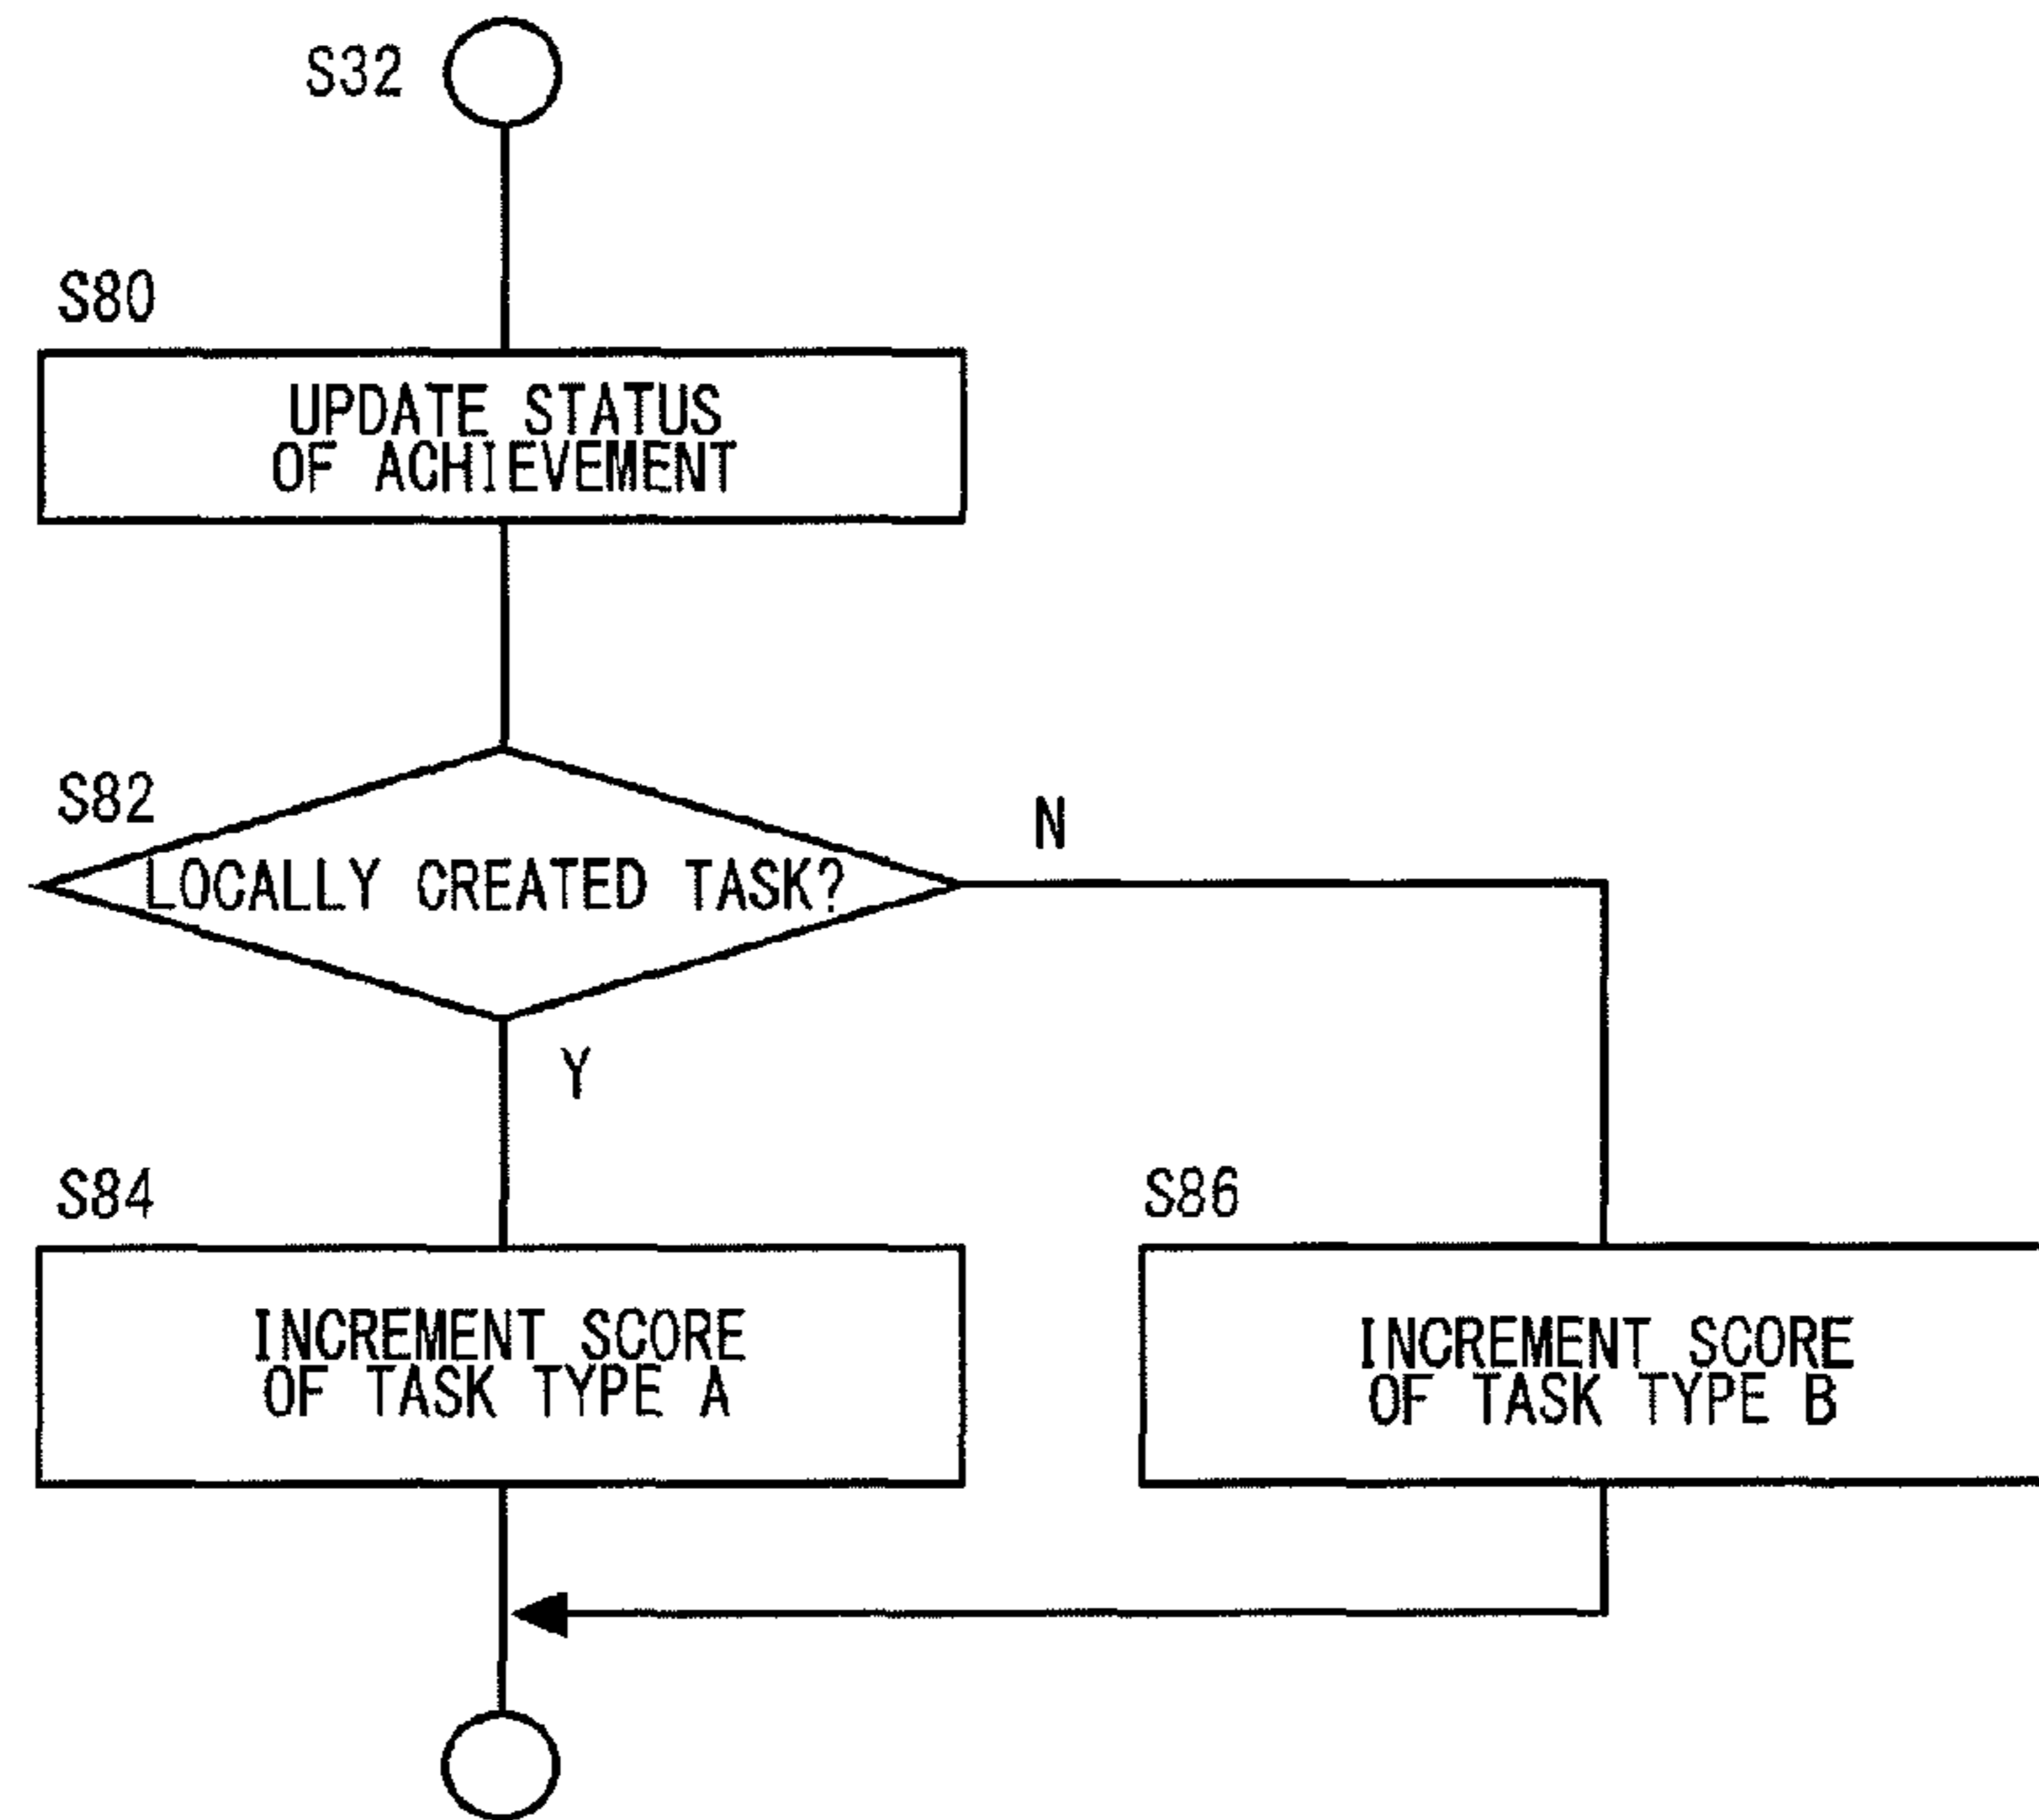 S32
S80
UPDATE STATUS
OF ACHIEVEMENT
S82
LOCALLY CREATED TASK?
N
Y
S84
INCREMENT SCORE
OF TASK TYPE A
S86
INCREMENT SCORE
OF TASK TYPE B